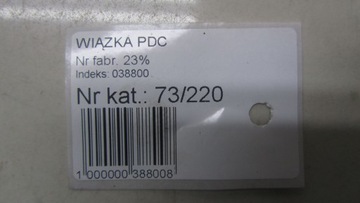 WIĄZKA PDC
Nr fabr. 23%
Indeks: 038800
Nr kat.: 73/220
1 000000 388008